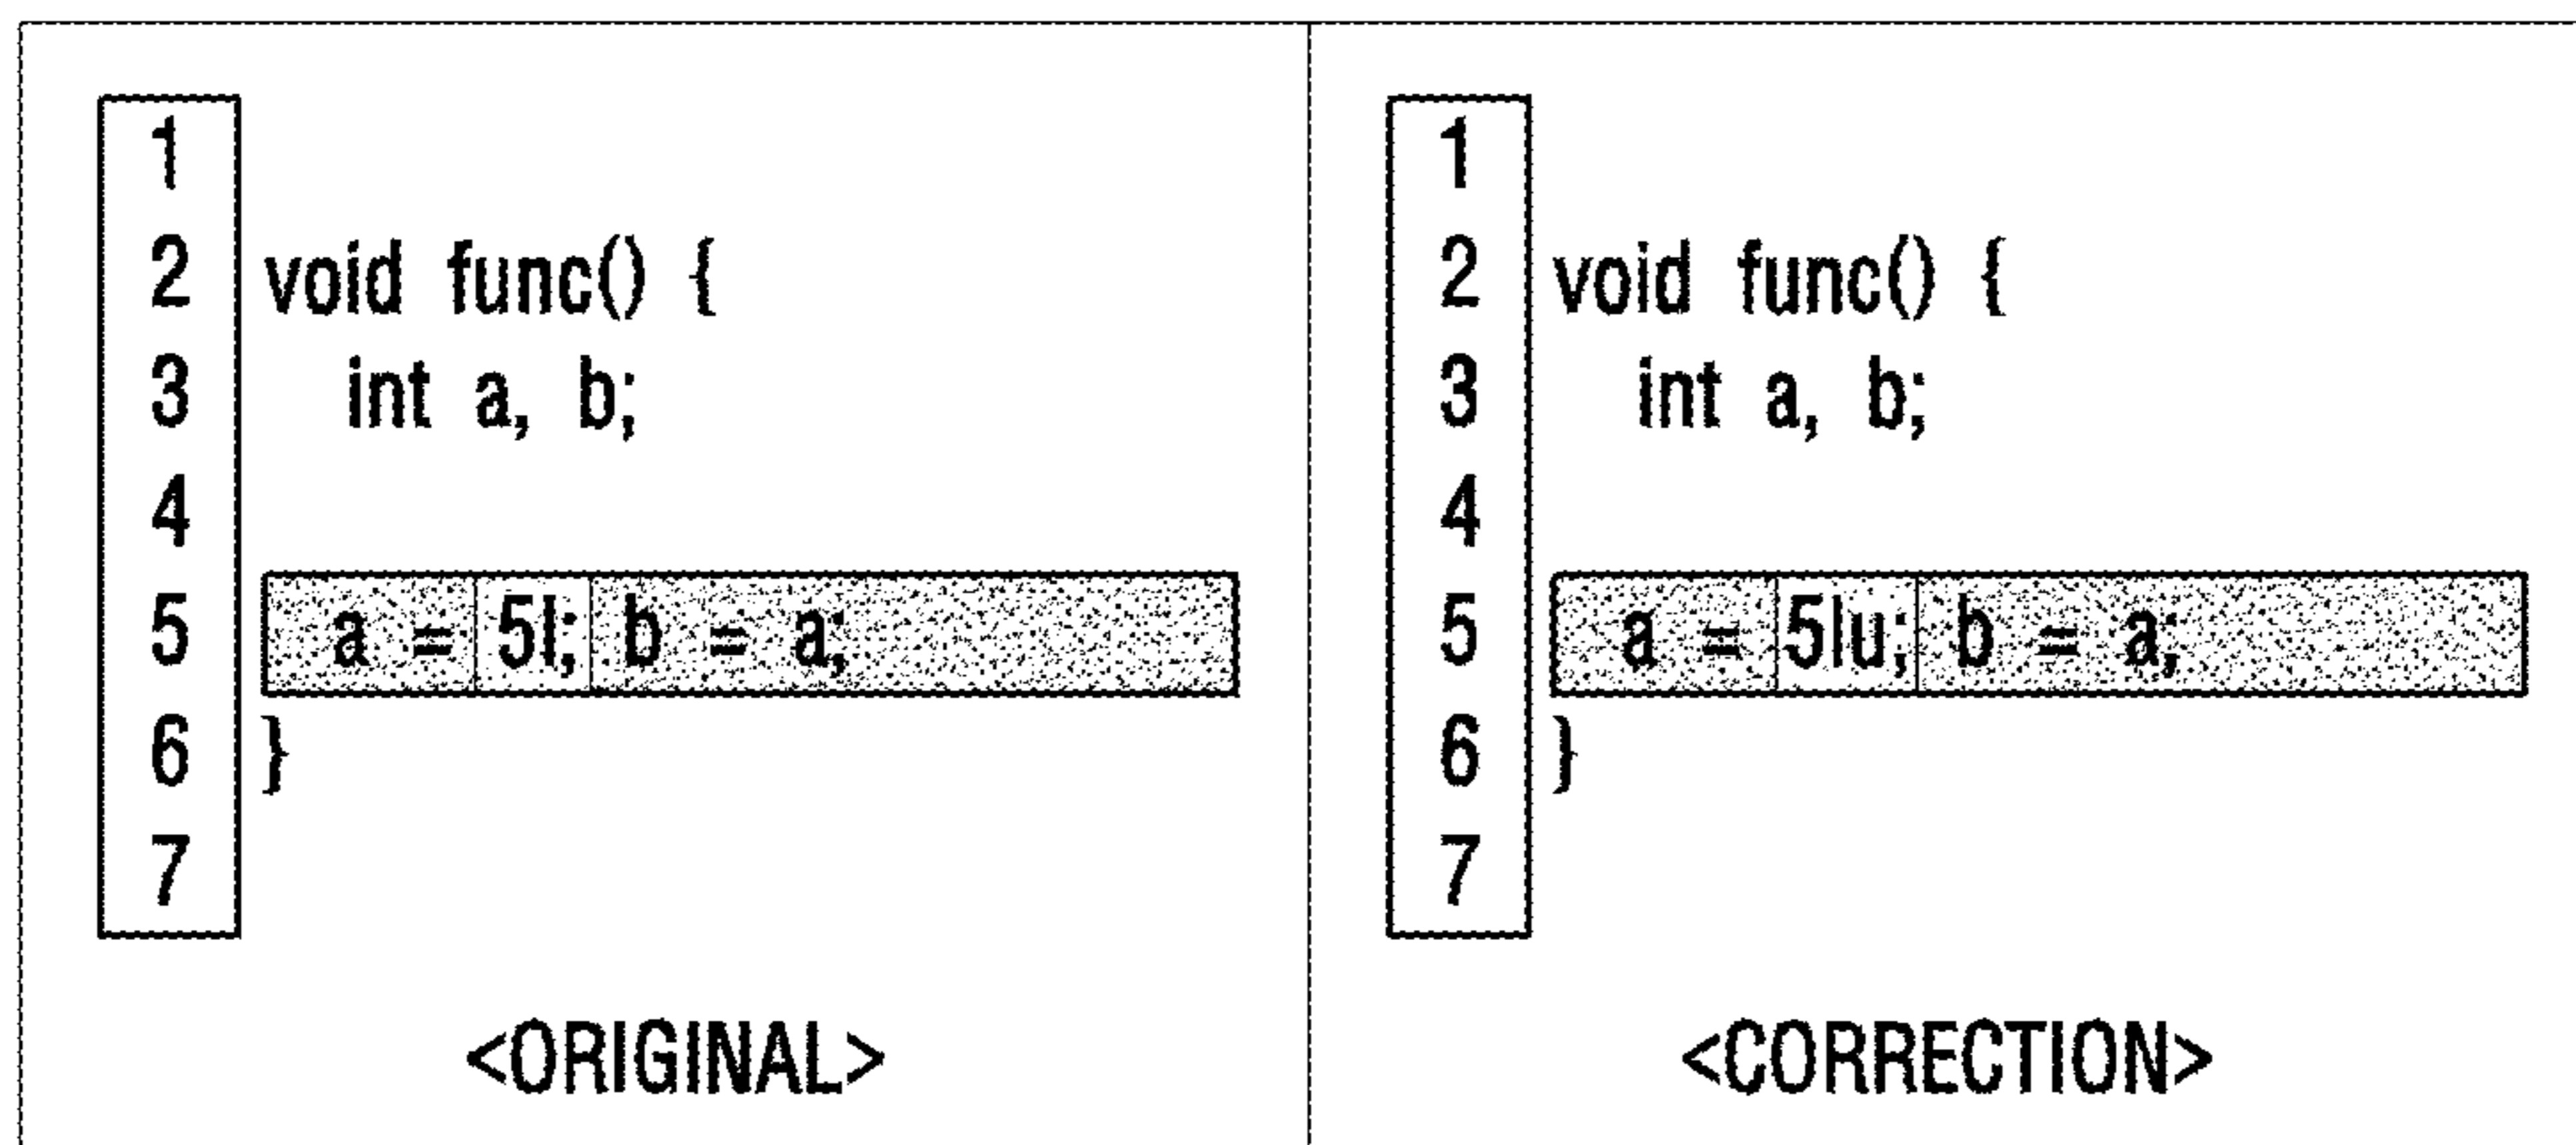 1
2 void func() {
3 int a, b;
4
5 a = 5l; b = a;
6 }
7
<ORIGINAL>
1
2 void func() {
3 int a, b;
4
5 a = 5lu; b = a;
6 }
7
<CORRECTION>